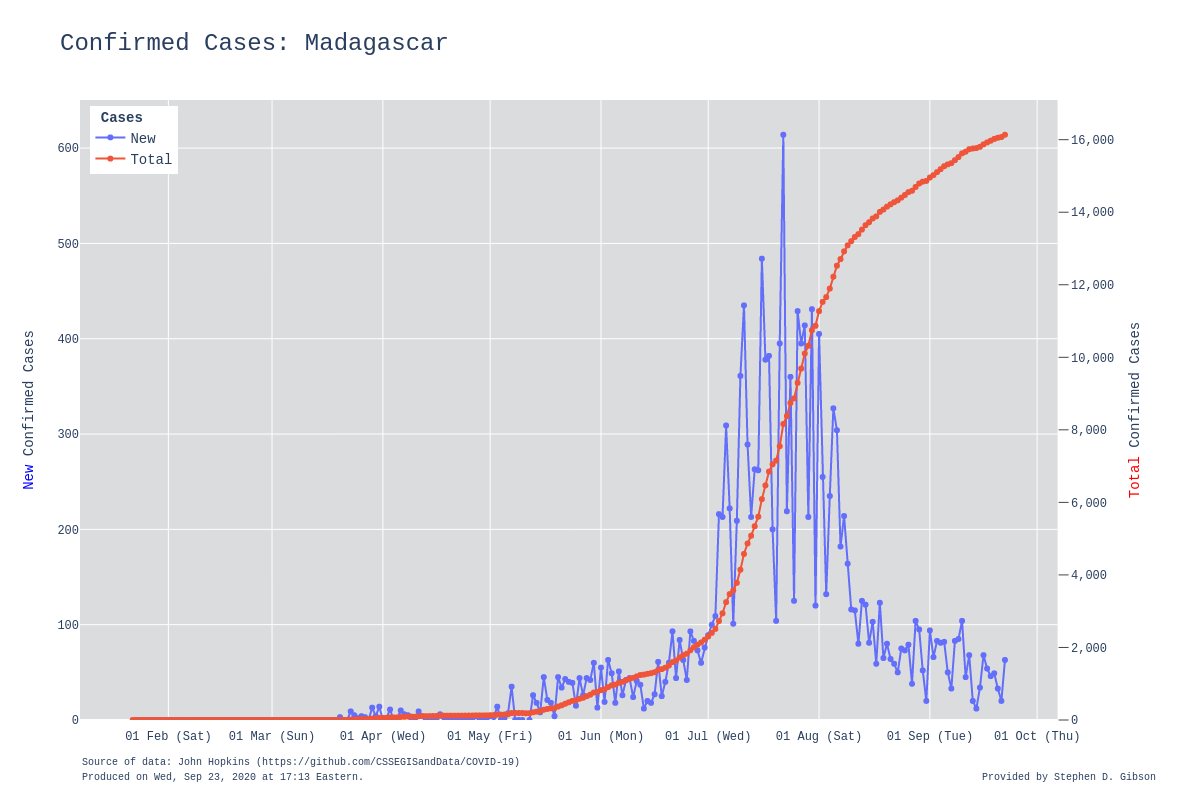 Confirmed Cases: Madagascar
Cases
New
Total
600
500
400
300
200
100
0
New Confirmed Cases
16,000
14,000
12,000
10,000
8,000
6,000
4,000
2,000
0
Total Confirmed Cases
01 Feb (Sat) 01 Mar (Sun) 01 Apr (Wed) 01 May (Fri) 01 Jun (Mon) 01 Jul (Wed) 01 Aug (Sat) 01 Sep (Tue) 01 Oct (Thu)
Source of data: John Hopkins (https://github.com/CSSEGISandData/COVID-19)
Produced on Wed, Sep 23, 2020 at 17:13 Eastern.
Provided by Stephen D. Gibson